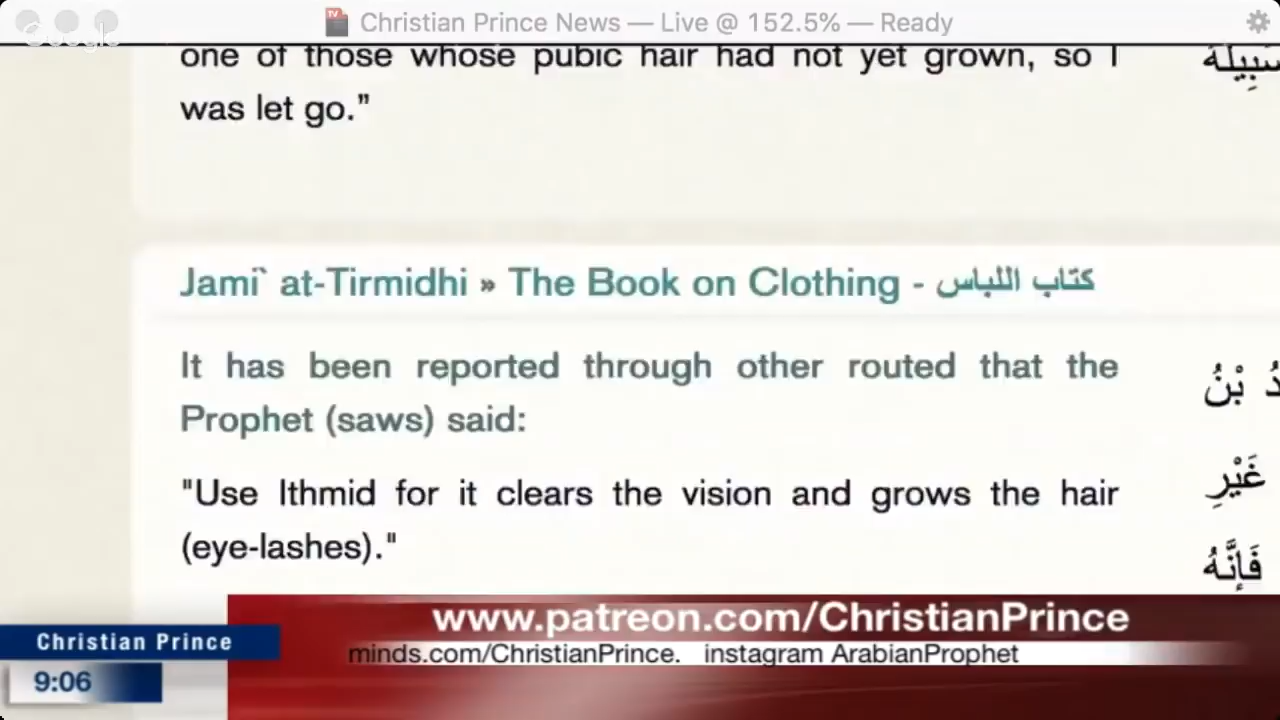 Christian Prince News — Live @ 152.5% — Ready
Google
one of those whose pubic hair had not yet grown, so I
was let go."
Jami` at-Tirmidhi » The Book on Clothing - كتاب اللباس
It has been reported through other routed that the
دُ بْنُ
Prophet (saws) said:
"Use Ithmid for it clears the vision and grows the hair
غَيْرِ
(eye-lashes)."
فَإِنَّهُ
www.patreon.com/ChristianPrince
Christian Prince
minds.com/ChristianPrince. instagram ArabianProphet
9:06